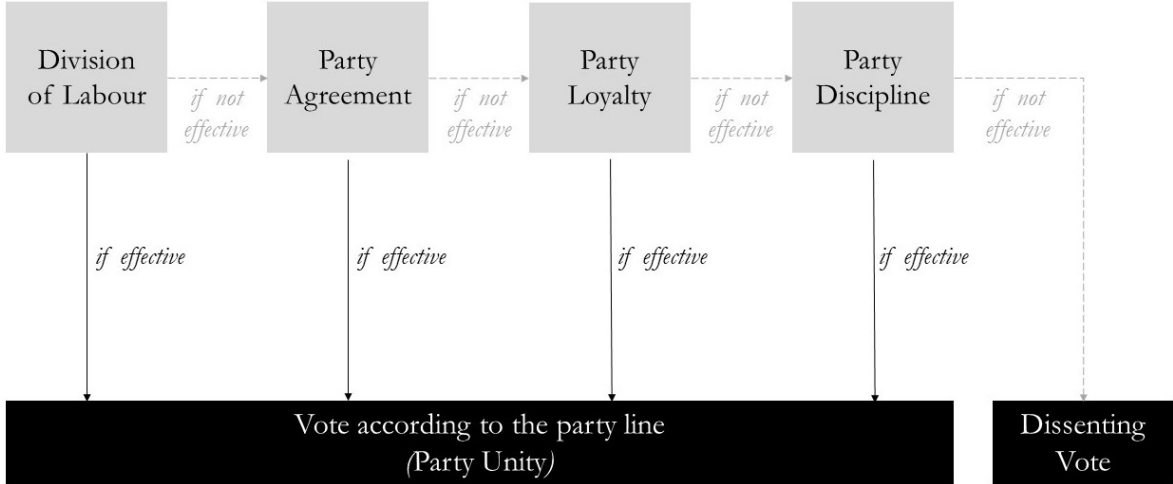 Division
of Labour
if not
effective
Party
Agreement
if not
effective
Party
Loyalty
if not
effective
Party
Discipline
if not
effective
if effective
if effective
if effective
if effective
Vote according to the party line
(Party Unity)
Dissenting
Vote